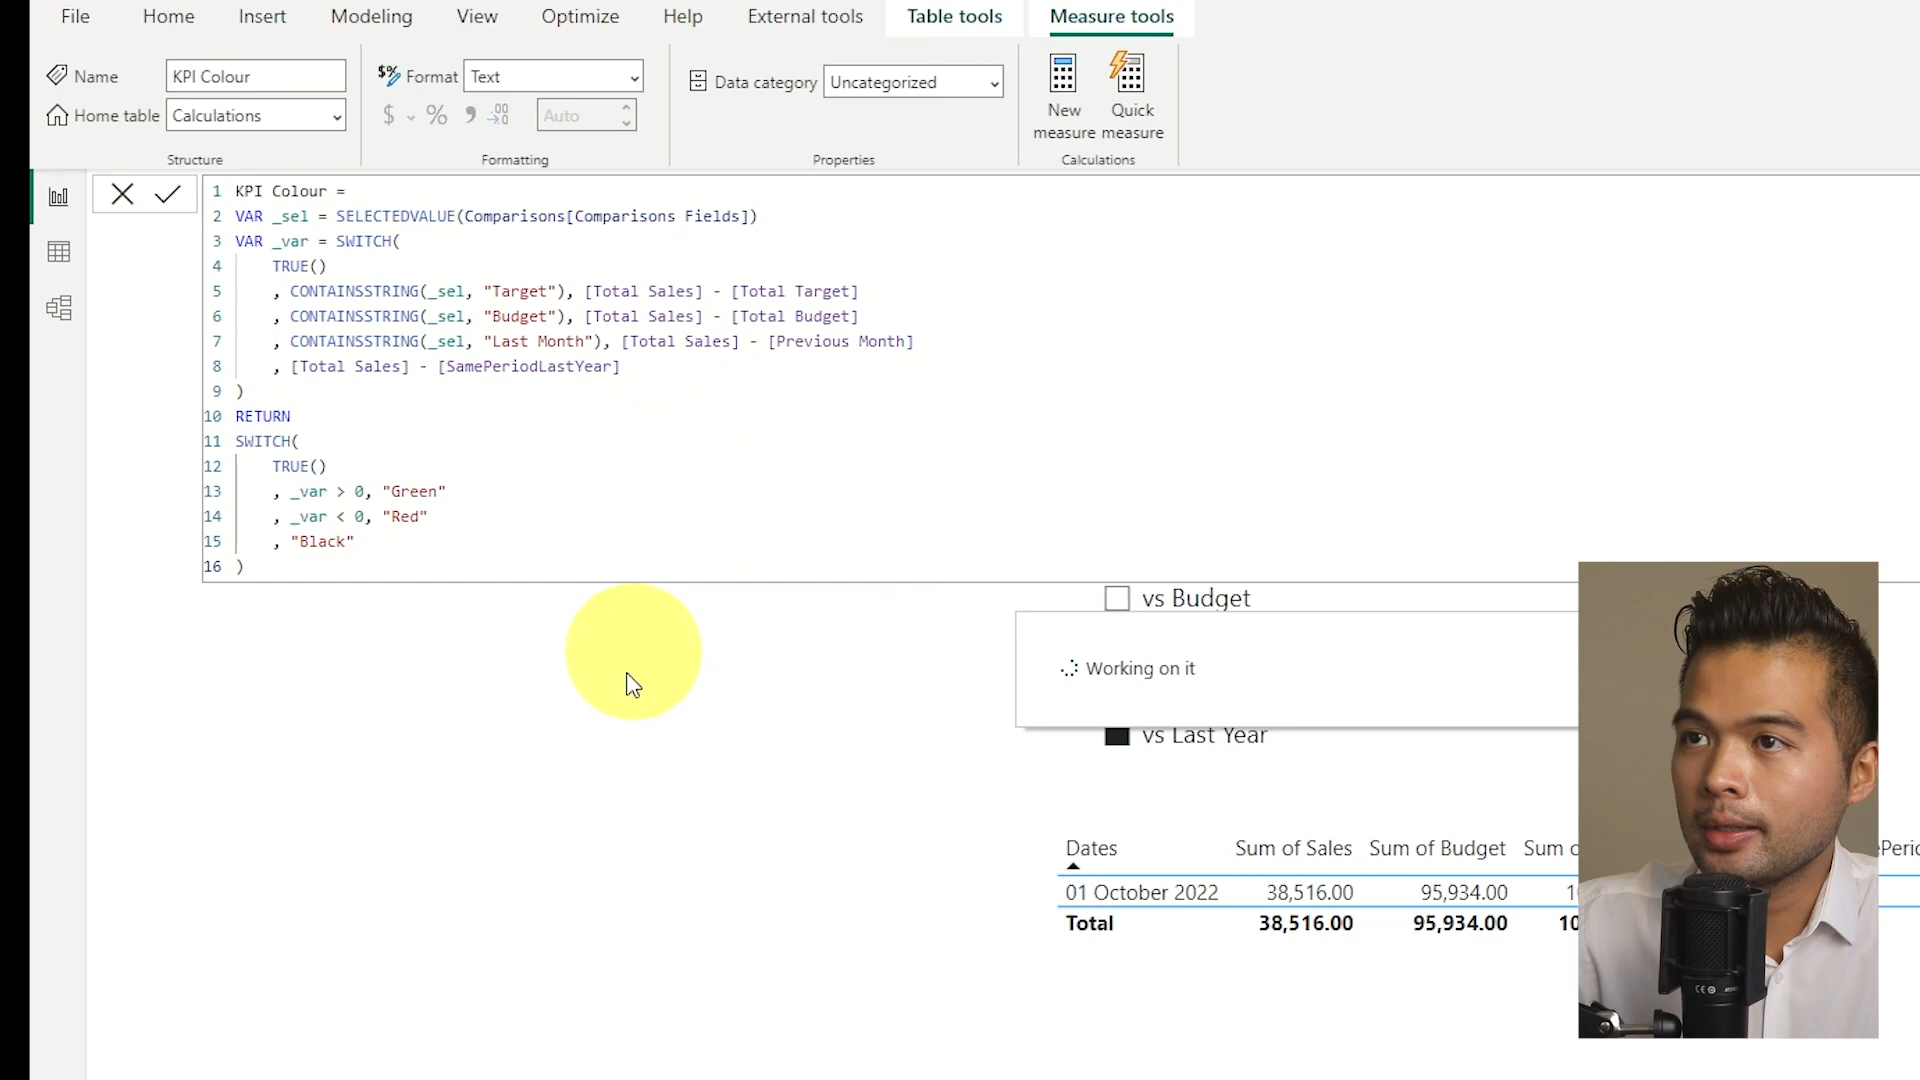 File Home Insert Modeling View Optimize Help External tools Table tools Measure tools
Name KPI Colour
Home table Calculations
Structure
Format Text
$ % , .00 →.0 Auto
Formatting
Data category Uncategorized
Properties
New measure
Quick measure
Calculations
1 KPI Colour =
2 VAR _sel = SELECTEDVALUE(Comparisons[Comparisons Fields])
3 VAR _var = SWITCH(
4 TRUE()
5 , CONTAINSSTRING(_sel, "Target"), [Total Sales] - [Total Target]
6 , CONTAINSSTRING(_sel, "Budget"), [Total Sales] - [Total Budget]
7 , CONTAINSSTRING(_sel, "Last Month"), [Total Sales] - [Previous Month]
8 , [Total Sales] - [SamePeriodLastYear]
9 )
10 RETURN
11 SWITCH(
12 TRUE()
13 , _var > 0, "Green"
14 , _var < 0, "Red"
15 , "Black"
16 )
vs Budget
Working on it
vs Last Year
Dates Sum of Sales Sum of Budget Sum
01 October 2022 38,516.00 95,934.00
Total 38,516.00 95,934.00